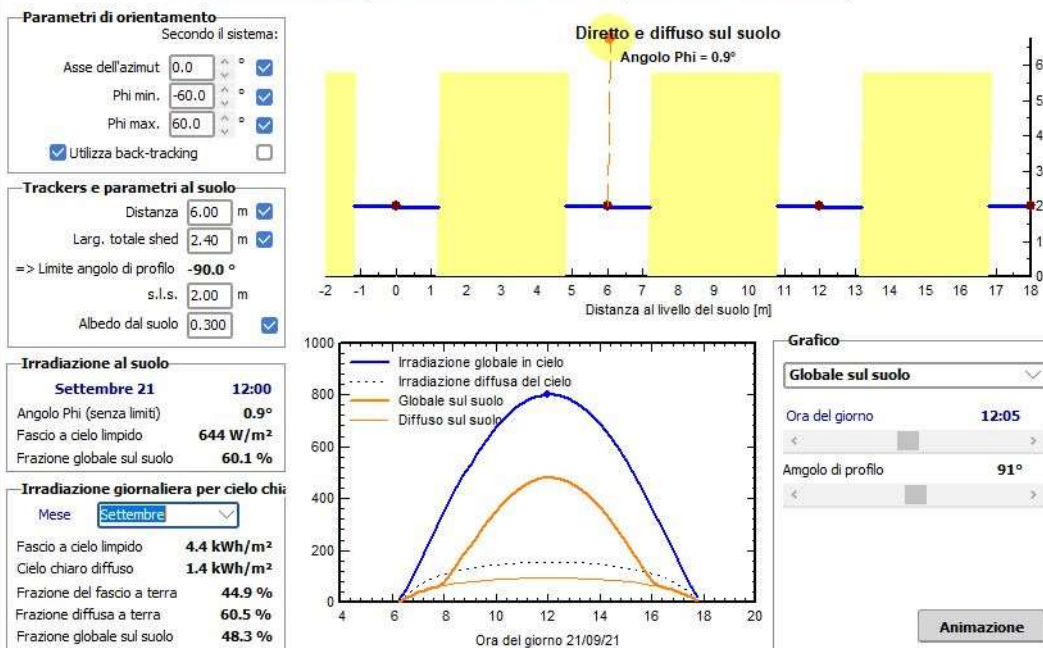 Parametri di orientamento
Secondo il sistema:
Asse dell'azimut 0.0 °
Phi min. -60.0 °
Phi max. 60.0 °
Utilizza back-tracking
Trackers e parametri al suolo
Distanza 6.00 m
Larg. totale shed 2.40 m
=> Limite angolo di profilo -90.0 °
s.l.s. 2.00 m
Albedo dal suolo 0.300
Irradiazione al suolo
Settembre 21 12:00
Angolo Phi (senza limiti) 0.9°
Fascio a cielo limpido 644 W/m²
Frazione globale sul suolo 60.1 %
Irradiazione giornaliera per cielo chia
Mese Settembre
Fascio a cielo limpido 4.4 kWh/m²
Cielo chiaro diffuso 1.4 kWh/m²
Frazione del fascio a terra 44.9 %
Frazione diffusa a terra 60.5 %
Frazione globale sul suolo 48.3 %
Diretto e diffuso sul suolo
Angolo Phi = 0.9°
6
5
4
3
2
1
0
-2 -1 0 1 2 3 4 5 6 7 8 9 10 11 12 13 14 15 16 17 18
Distanza al livello del suolo [m]
1000
800
600
400
200
0
Irradiazione globale in cielo
Irradiazione diffusa del cielo
Globale sul suolo
Diffuso sul suolo
4 6 8 10 12 14 16 18 20
Ora del giorno 21/09/21
Grafico
Globale sul suolo
Ora del giorno 12:05
Amgolo di profilo 91°
Animazione